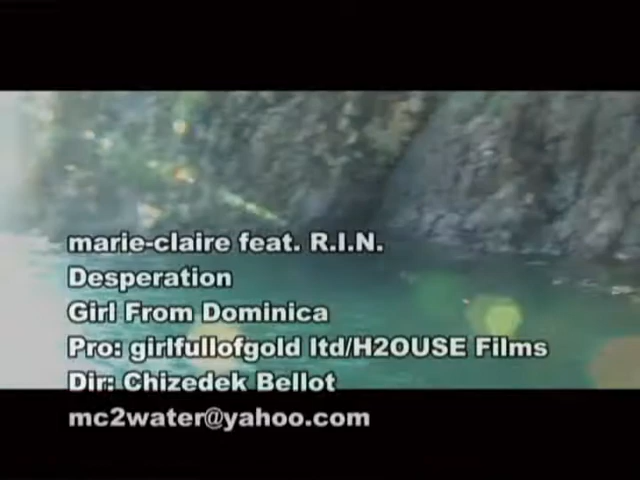 marie-claire feat. R.I.N.
Desperation
Girl From Dominica
Pro: girlfullofgold ltd/H2OUSE Films
Dir: Chizedek Bellot
mc2water@yahoo.com